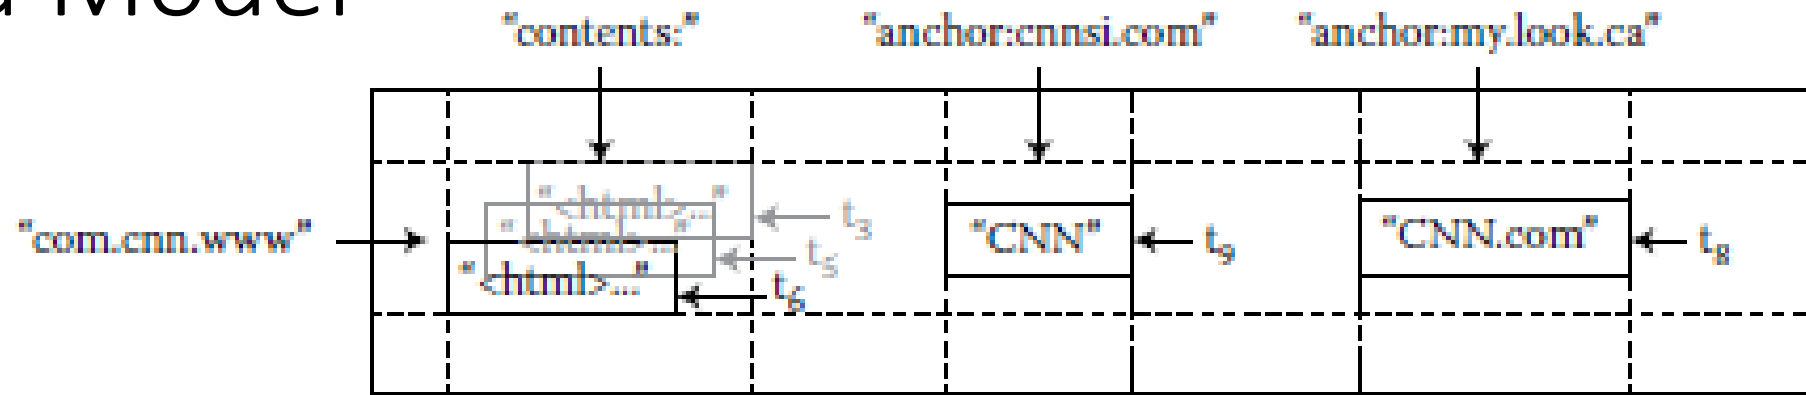 a Model
"contents:" "anchor:cnnsi.com" "anchor:my.look.ca"
"<html>..." t3
"com.cnn.www" "<html>..." "CNN" t9 "CNN.com" t8
t5
"<html>..." t6